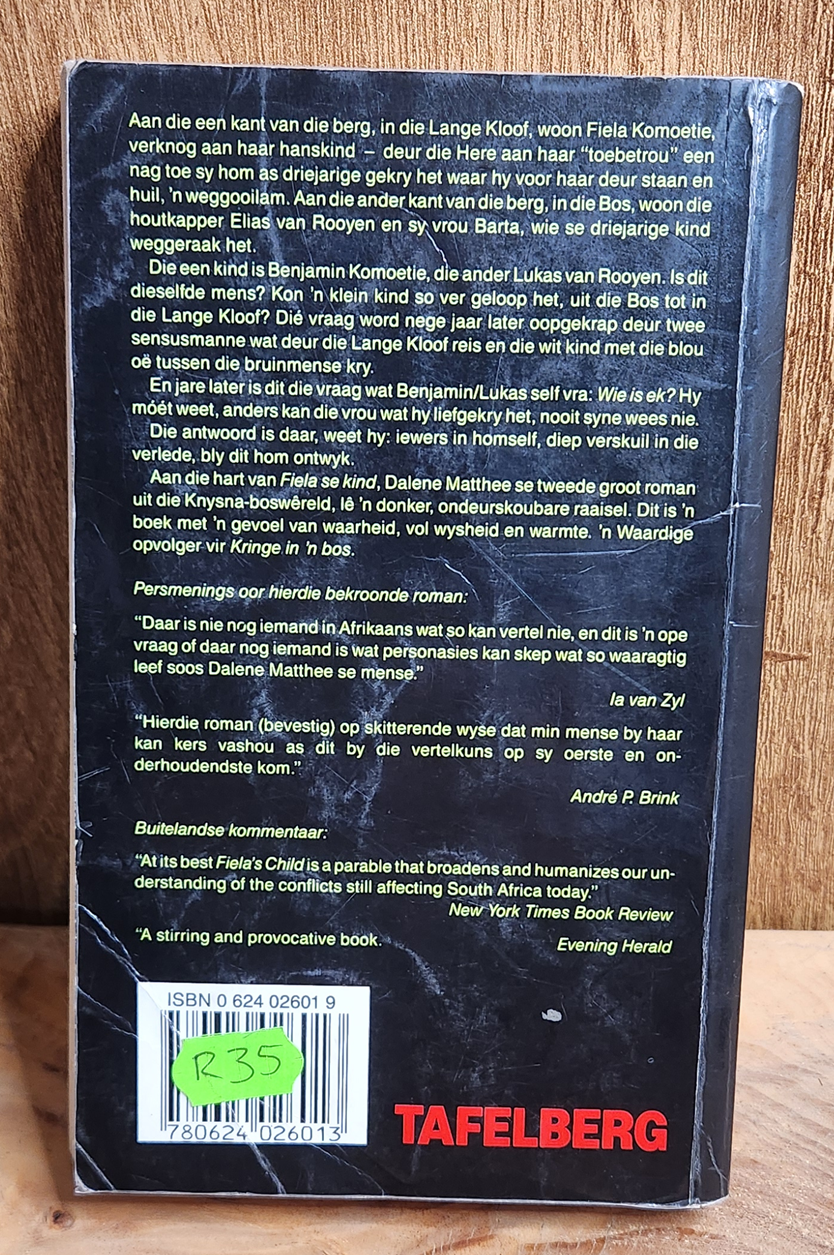 Aan die een kant van die berg, in die Lange Kloof, woon Fiela Komoetie,
verknog aan haar hanskind – deur die Here aan haar “toebetrou” een
nag toe sy hom as driejarige gekry het waar hy voor haar deur staan en
huil, 'n weggooilam. Aan die ander kant van die berg, in die Bos, woon die
houtkapper Elias van Rooyen en sy vrou Barta, wie se driejarige kind
weggeraak het.
Die een kind is Benjamin Komoetie, die ander Lukas van Rooyen. Is dit
dieselfde mens? Kon 'n klein kind so ver geloop het, uit die Bos tot in
die Lange Kloof? Dié vraag word nege jaar later oopgekrap deur twee
sensusmanne wat deur die Lange Kloof reis en die wit kind met die blou
oë tussen die bruinmense kry.
En jare later is dit die vraag wat Benjamin/Lukas self vra: Wie is ek? Hy
móét weet, anders kan die vrou wat hy liefgekry het, nooit syne wees nie.
Die antwoord is daar, weet hy: iewers in homself, diep verskuil in die
verlede, bly dit hom ontwyk.
Aan die hart van Fiela se kind, Dalene Matthee se tweede groot roman
uit die Knysna-boswêreld, lê 'n donker, ondeurskoubare raaisel. Dit is 'n
boek met 'n gevoel van waarheid, vol wysheid en warmte. 'n Waardige
opvolger vir Kringe in 'n bos.
Persmenings oor hierdie bekroonde roman:
“Daar is nie nog iemand in Afrikaans wat so kan vertel nie, en dit is 'n ope
vraag of daar nog iemand is wat personasies kan skep wat so waaragtig
leef soos Dalene Matthee se mense.”
Ia van Zyl
“Hierdie roman (bevestig) op skitterende wyse dat min mense by haar
kan kers vashou as dit by die vertelkuns op sy oerste en on-
derhoudendste kom.”
André P. Brink
Buitelandse kommentaar:
“At its best Fiela's Child is a parable that broadens and humanizes our un-
derstanding of the conflicts still affecting South Africa today.”
New York Times Book Review
“A stirring and provocative book. Evening Herald
ISBN 0 624 02601 9
R35
780624 026013
TAFELBERG